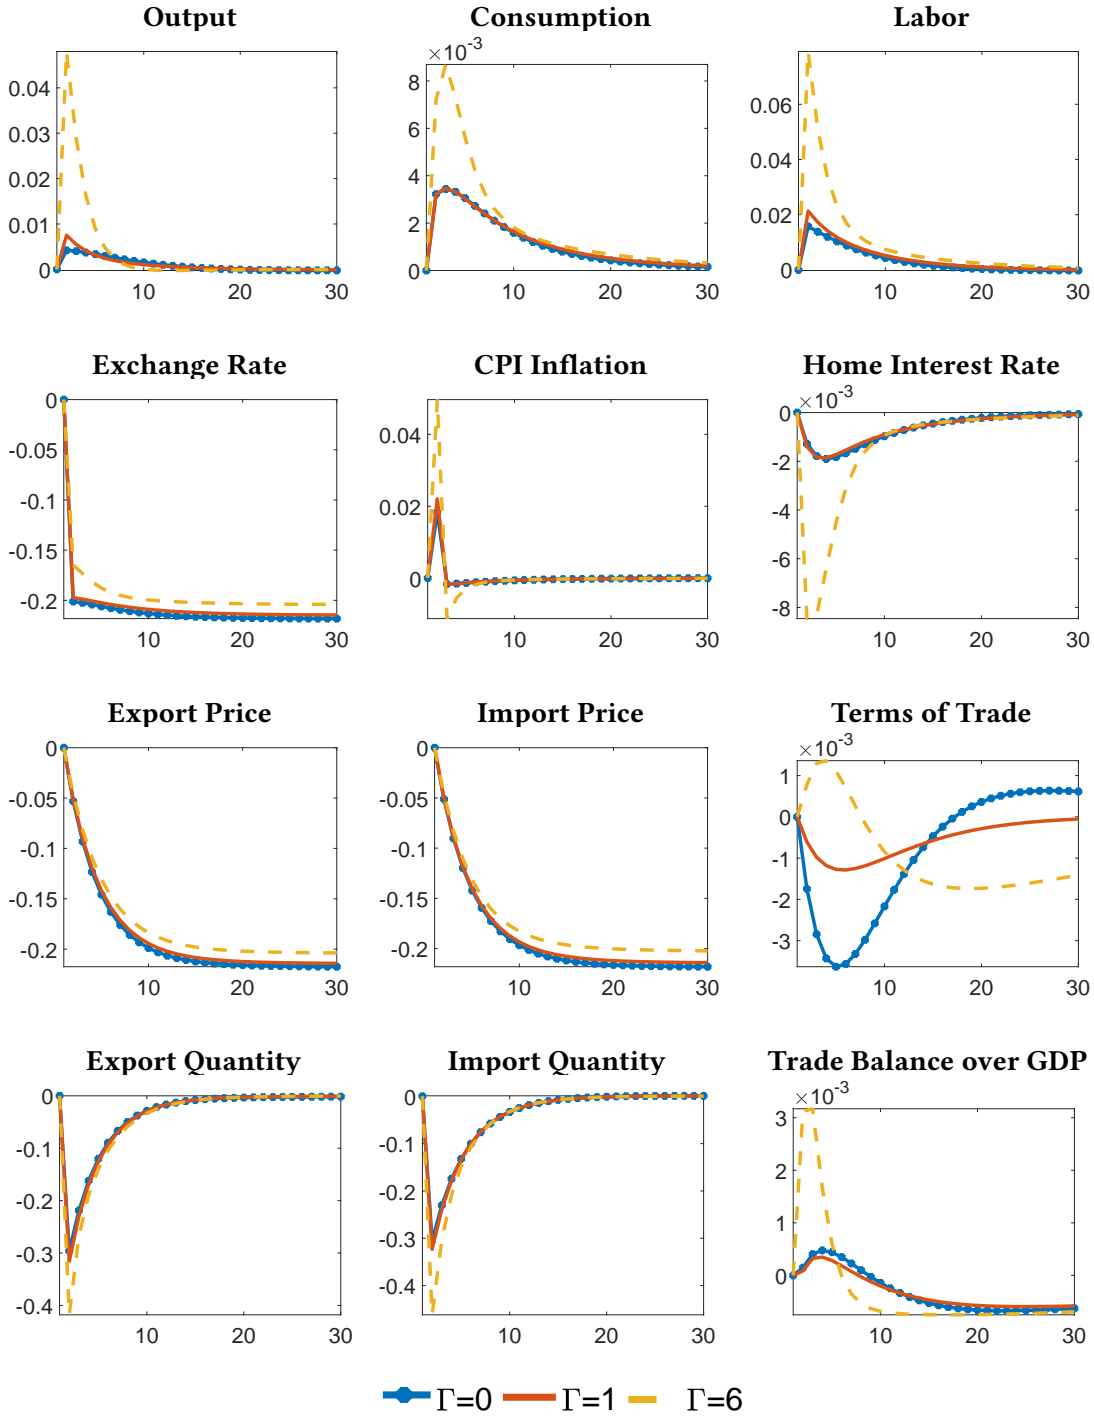 Output
0.04
0.03
0.02
0.01
0
10 20 30
Consumption
×10-3
8
6
4
2
0
10 20 30
Labor
0.06
0.04
0.02
0
10 20 30
Exchange Rate
0
-0.05
-0.1
-0.15
-0.2
10 20 30
CPI Inflation
0.04
0.02
0
10 20 30
Home Interest Rate
×10-3
0
-2
-4
-6
-8
10 20 30
Export Price
0
-0.05
-0.1
-0.15
-0.2
10 20 30
Import Price
0
-0.05
-0.1
-0.15
-0.2
10 20 30
Terms of Trade
×10-3
1
0
-1
-2
-3
10 20 30
Export Quantity
0
-0.1
-0.2
-0.3
-0.4
10 20 30
Import Quantity
0
-0.1
-0.2
-0.3
-0.4
10 20 30
Trade Balance over GDP
×10-3
3
2
1
0
10 20 30
Γ=0 Γ=1 Γ=6